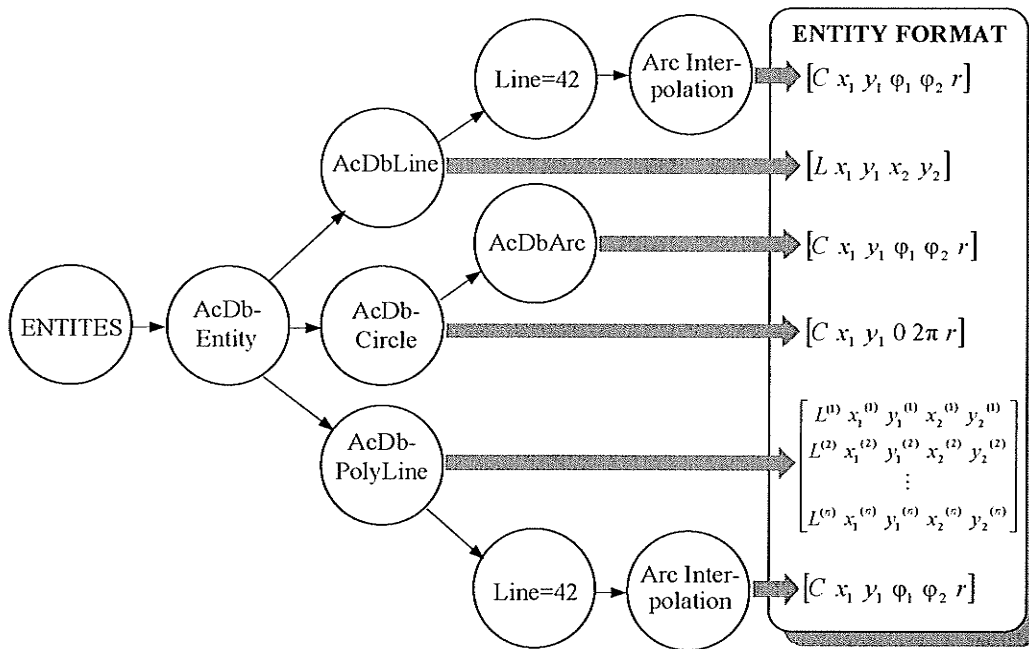 ENTITY FORMAT
Line=42
Arc Inter-
polation
[C x₁ y₁ φ₁ φ₂ r]
AcDbLine
[L x₁ y₁ x₂ y₂]
AcDbArc
[C x₁ y₁ φ₁ φ₂ r]
ENTITES
AcDb-
Entity
AcDb-
Circle
[C x₁ y₁ 0 2π r]
AcDb-
PolyLine
L⁽¹⁾ x₁⁽¹⁾ y₁⁽¹⁾ x₂⁽¹⁾ y₂⁽¹⁾
L⁽²⁾ x₁⁽²⁾ y₁⁽²⁾ x₂⁽²⁾ y₂⁽²⁾
⋮
L⁽ⁿ⁾ x₁⁽ⁿ⁾ y₁⁽ⁿ⁾ x₂⁽ⁿ⁾ y₂⁽ⁿ⁾
Line=42
Arc Inter-
polation
[C x₁ y₁ φ₁ φ₂ r]